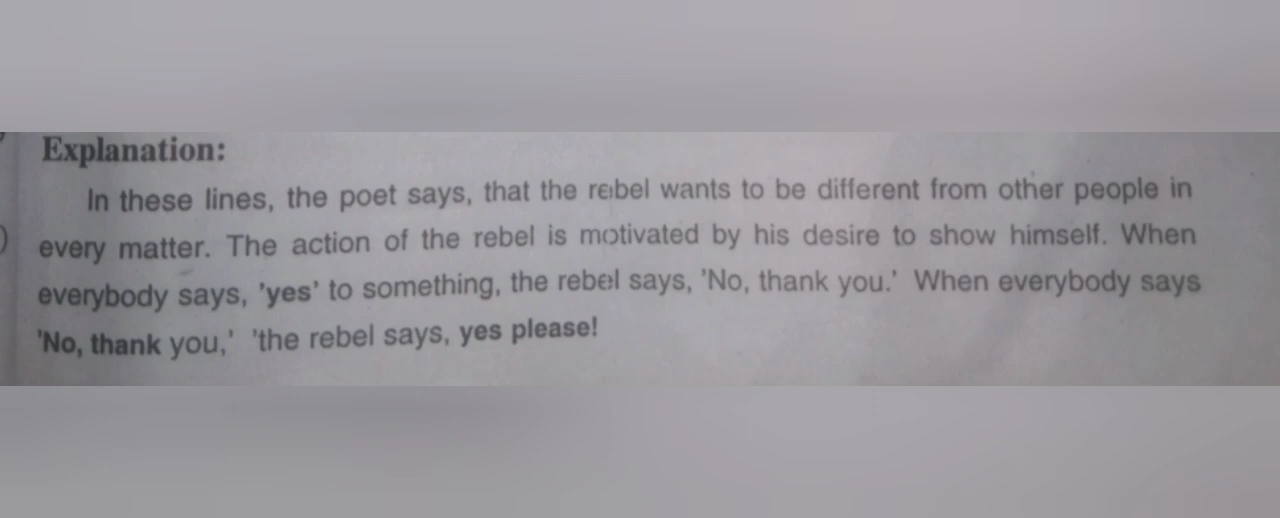 Explanation:
In these lines, the poet says, that the rebel wants to be different from other people in
every matter. The action of the rebel is motivated by his desire to show himself. When
everybody says, 'yes' to something, the rebel says, 'No, thank you.' When everybody says
'No, thank you,' 'the rebel says, yes please!